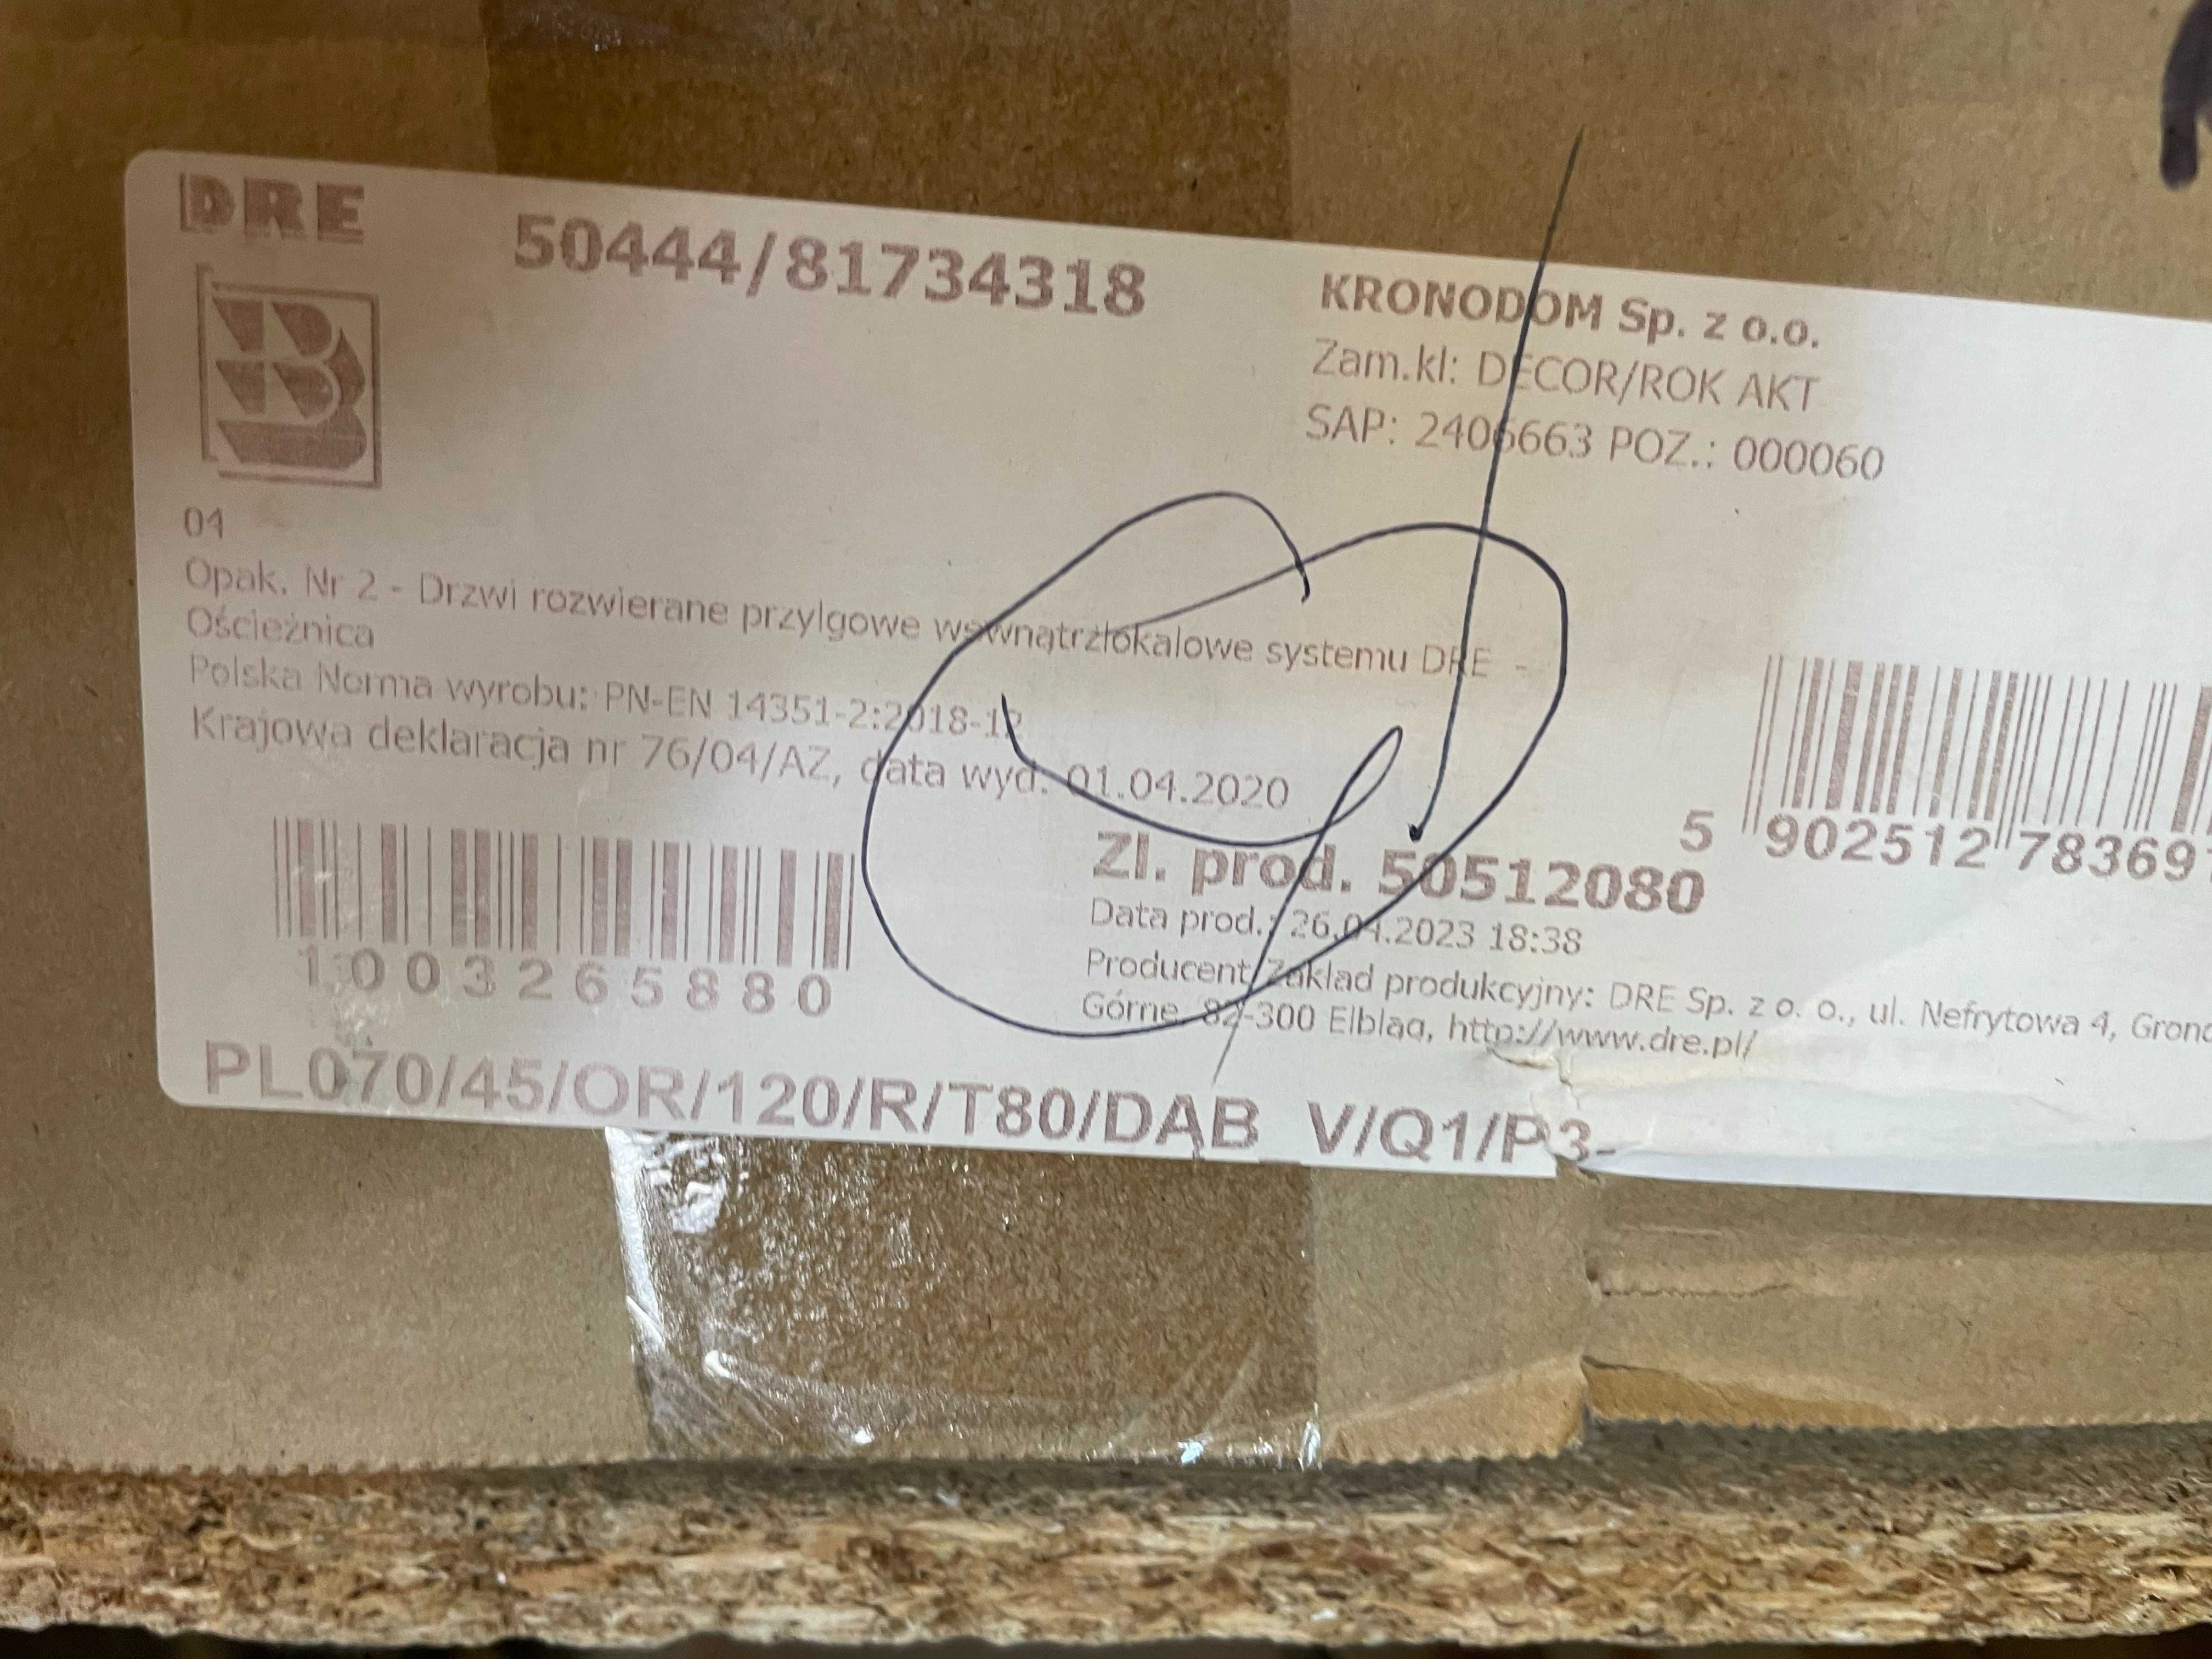 DRE
50444/81734318
KRONODOM Sp. z o.o.
Zam.kl: DECOR/ROK AKT
SAP: 2406663 POZ.: 000060
B
04
Opak. Nr 2 - Drzwi rozwierane przylgowe wewnątrzlokalowe systemu DRE -
Ościeżnica
Polska Norma wyrobu: PN-EN 14351-2:2018-12
Krajowa deklaracja nr 76/04/AZ, data wyd. 01.04.2020
5 902512 78369
1003265880
Zl. prod. 50512080
Data prod.: 26.04.2023 18:38
Producent/Zakład produkcyjny: DRE Sp. z o. o., ul. Nefrytowa 4, Grono
Górne, 82-300 Elbląg, http://www.dre.pl/
PL070/45/OR/120/R/T80/DĄB V/Q1/P3-